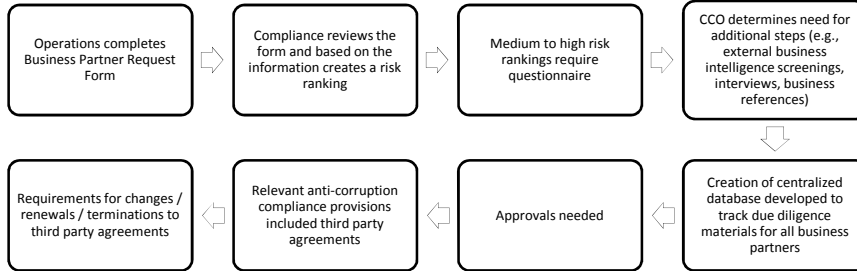 Operations completes
Business Partner Request
Form
Compliance reviews the
form and based on the
information creates a risk
ranking
Medium to high risk
rankings require
questionnaire
CCO determines need for
additional steps (e.g.,
external business
intelligence screenings,
interviews, business
references)
Creation of centralized
database developed to
track due diligence
materials for all business
partners
Approvals needed
Relevant anti-corruption
compliance provisions
included third party
agreements
Requirements for changes /
renewals / terminations to
third party agreements